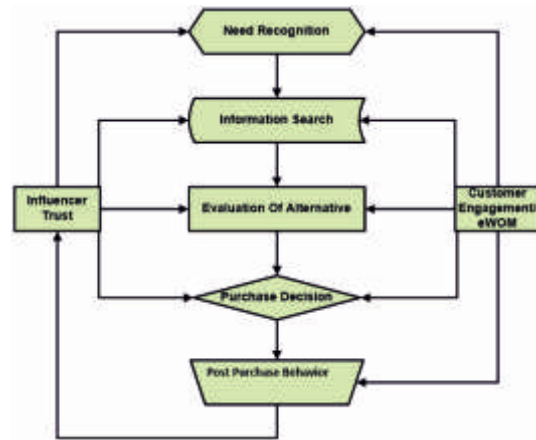 Need Recognition
Information Search
Influencer
Trust
Evaluation Of Alternative
Customer
Engagement/
eWOM
Purchase Decision
Post Purchase Behavior